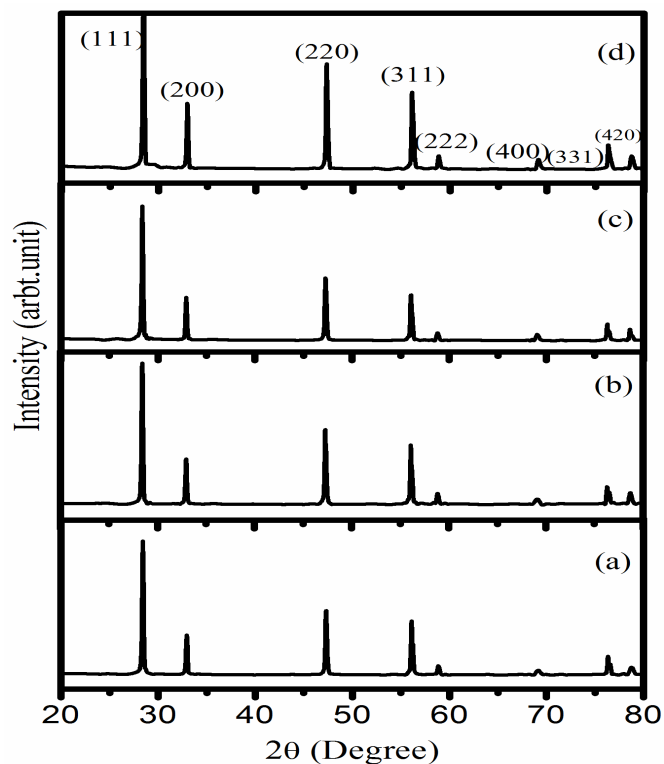 (111)
(200)
(220)
(311)
(222)
(400)
(331)
(420)
(d)
(c)
(b)
(a)
Intensity (arbt.unit)
20 30 40 50 60 70 80
2θ (Degree)